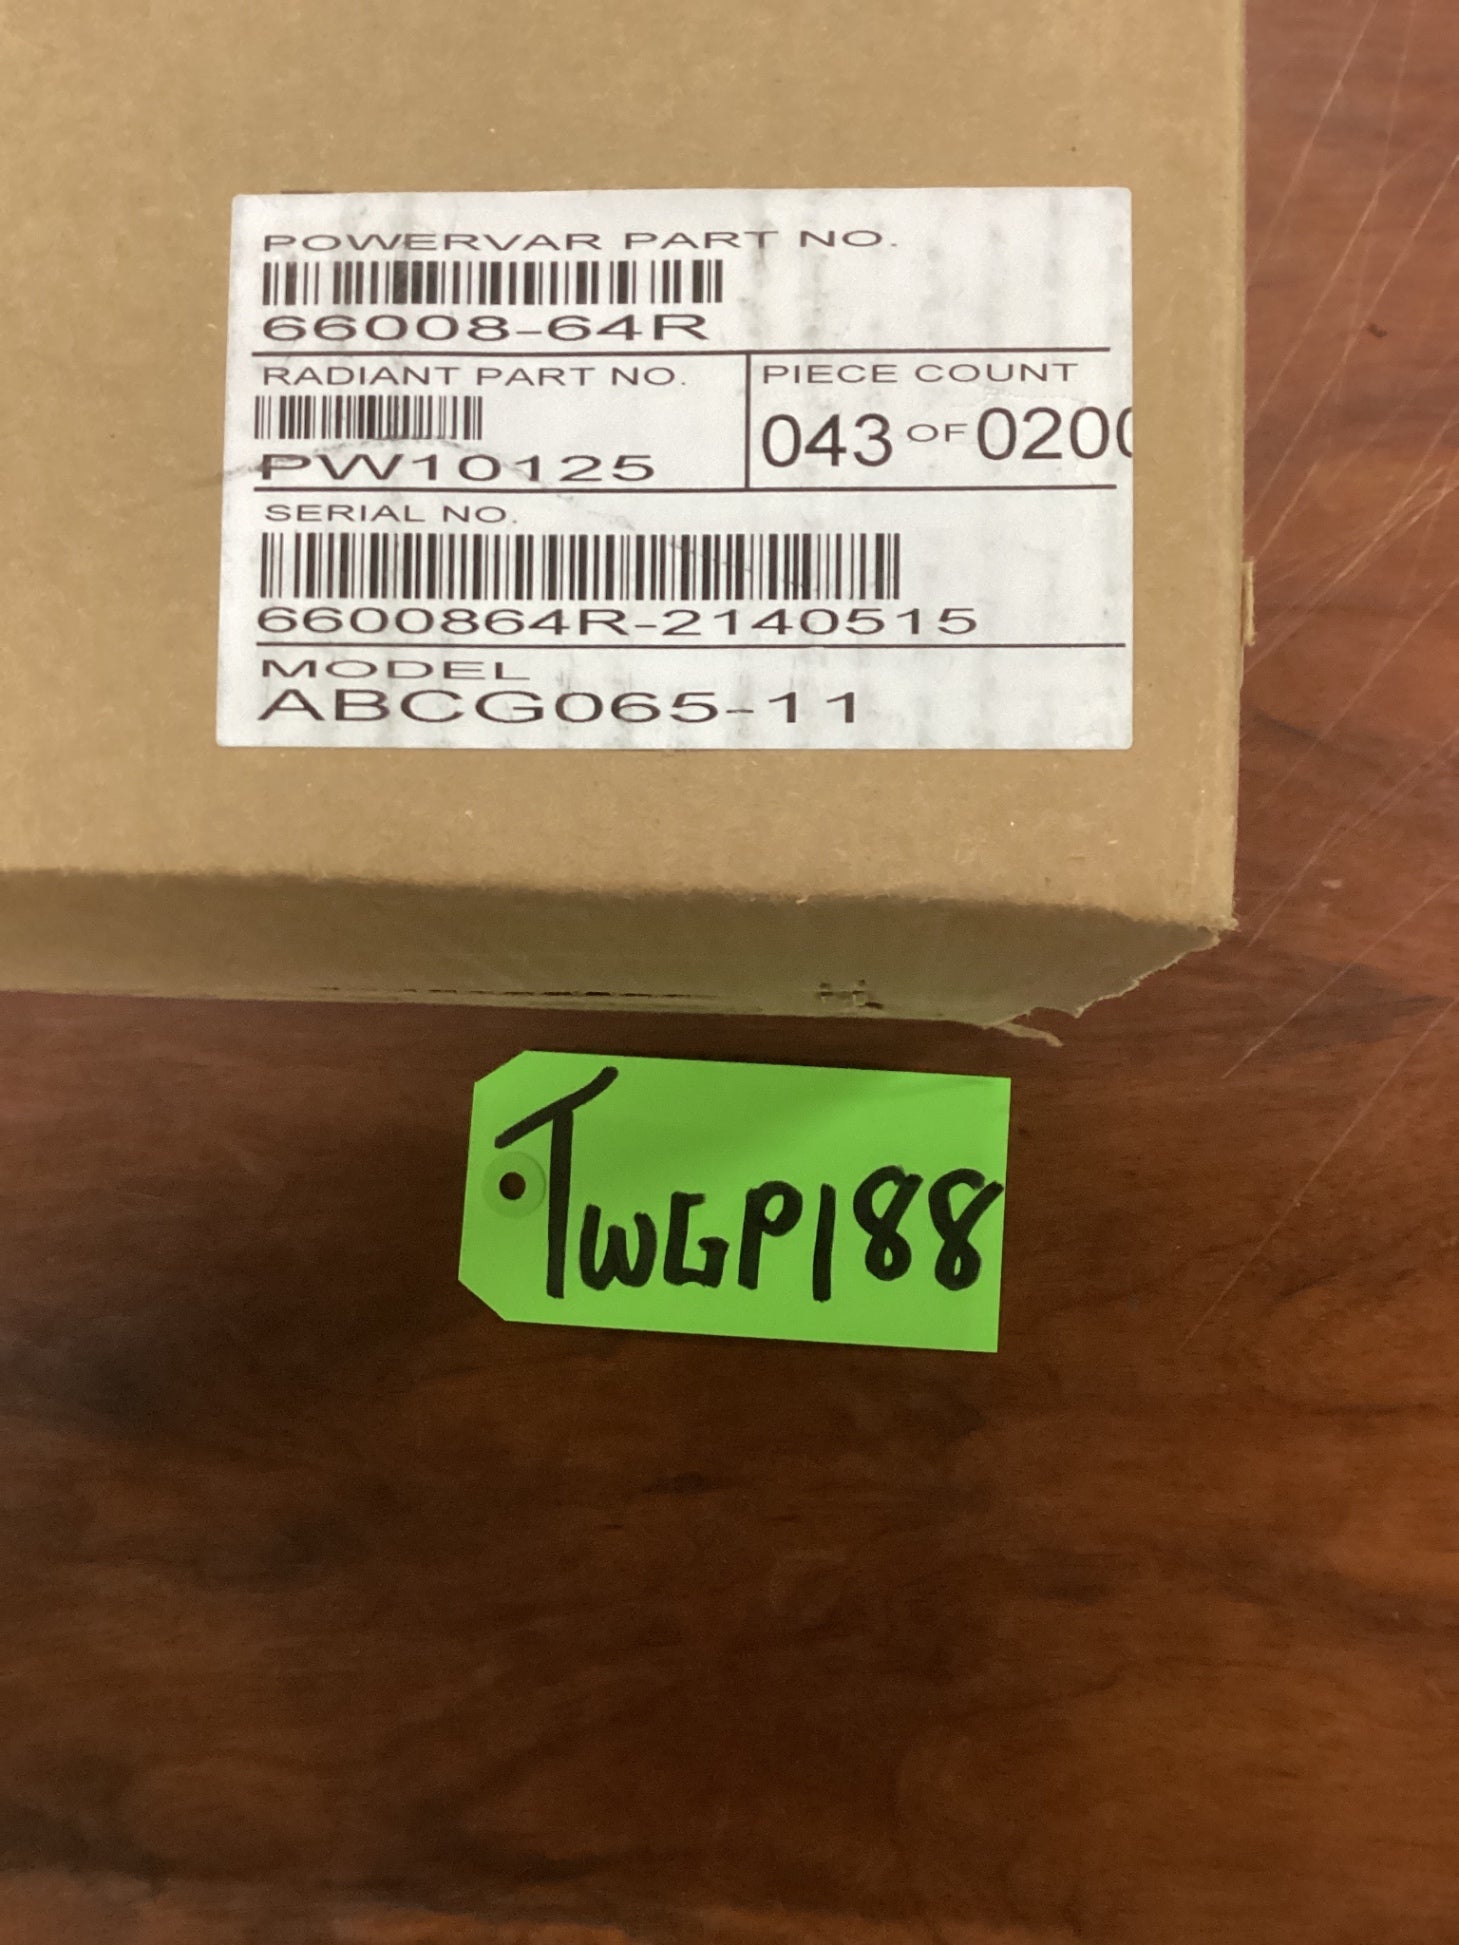 POWERVAR PART NO.
66008-64R
RADIANT PART NO.
PW10125
PIECE COUNT
043 OF 0200
SERIAL NO.
6600864R-2140515
MODEL
ABCG065-11
TWGP188